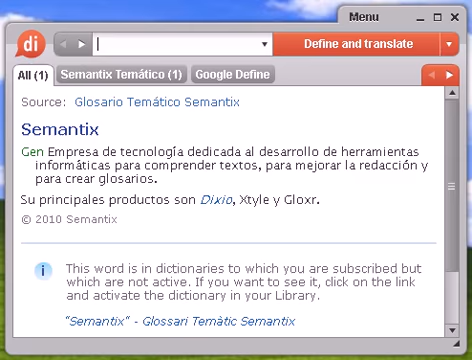 Menu
di
Define and translate
All (1)
Semantix Temático (1)
Google Define
Source: Glosario Temático Semantix
Semantix
Gen Empresa de tecnología dedicada al desarrollo de herramientas
informáticas para comprender textos, para mejorar la redacción y
para crear glosarios.
Su principales productos son Dixio, Xtyle y Gloxr.
© 2010 Semantix
i
This word is in dictionaries to which you are subscribed but
which are not active. If you want to see it, click on the link
and activate the dictionary in your Library.
"Semantix" - Glossari Temàtic Semantix